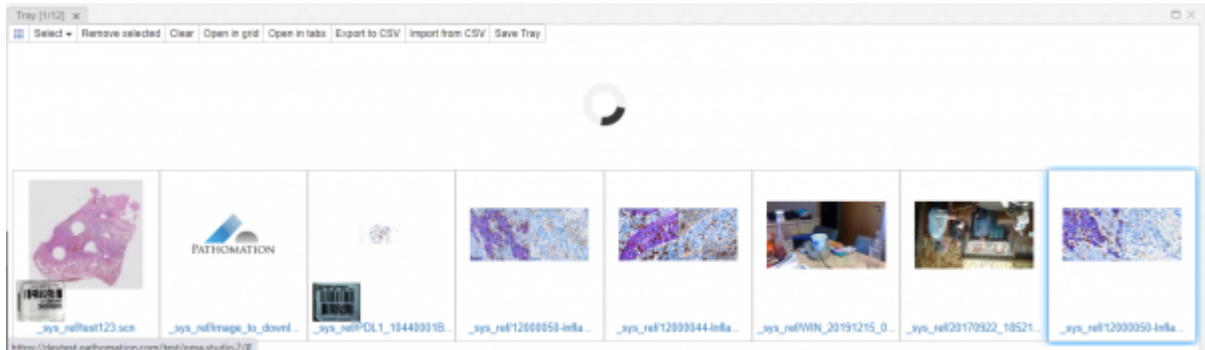 Tray [1/12] x
Select Remove selected Clear Open in grid Open in tabs Export to CSV Import from CSV Save Tray
PATHOMATION
_sys_ref/test123.scn
_sys_ref/image_to_downl...
_sys_ref/PDL1_10440001B...
_sys_ref/12000050-infla...
_sys_ref/12000044-Infla...
_sys_ref/WIN_20191215_0...
_sys_ref/20170922_18521...
_sys_ref/12000050-Infla...
https://devtest.pathomation.com/test/pma.studio.2/#